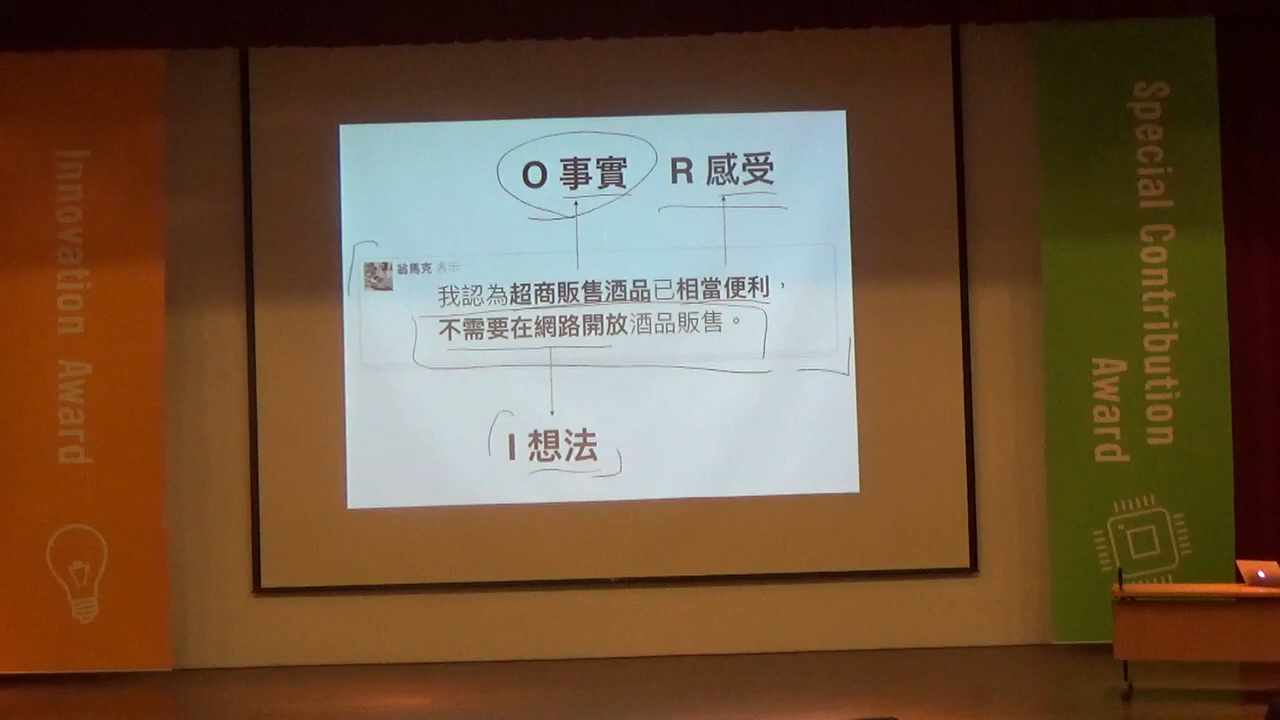 Innovation Award
O 事實 R 感受
翁馬克 表示
我認為超商販售酒品已相當便利，
不需要在網路開放酒品販售。
I 想法
Special Contribution
Award